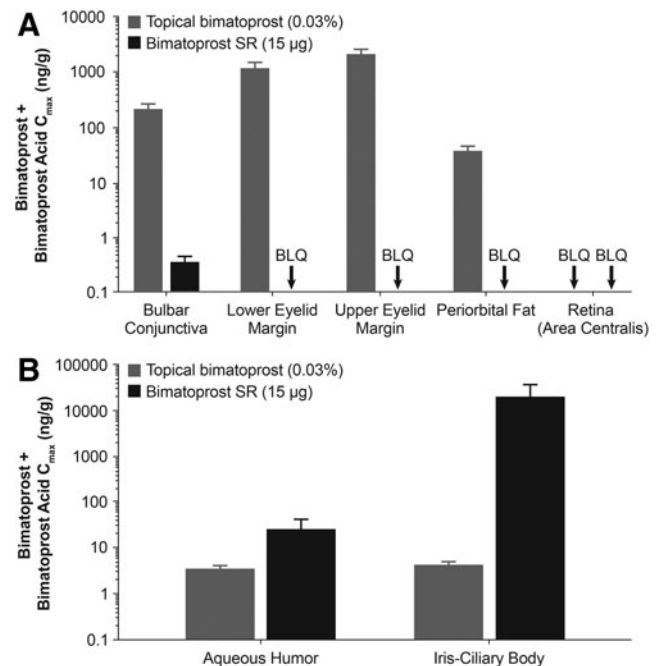 A
Topical bimatoprost (0.03%)
Bimatoprost SR (15 µg)
Bimatoprost +
Bimatoprost Acid Cmax (ng/g)
10000
1000
100
10
1
0.1
BLQ
BLQ
BLQ
BLQ BLQ
Bulbar
Conjunctiva
Lower Eyelid
Margin
Upper Eyelid
Margin
Periorbital Fat
Retina
(Area Centralis)
B
Topical bimatoprost (0.03%)
Bimatoprost SR (15 µg)
Bimatoprost +
Bimatoprost Acid Cmax (ng/g)
100000
10000
1000
100
10
1
0.1
Aqueous Humor
Iris-Ciliary Body